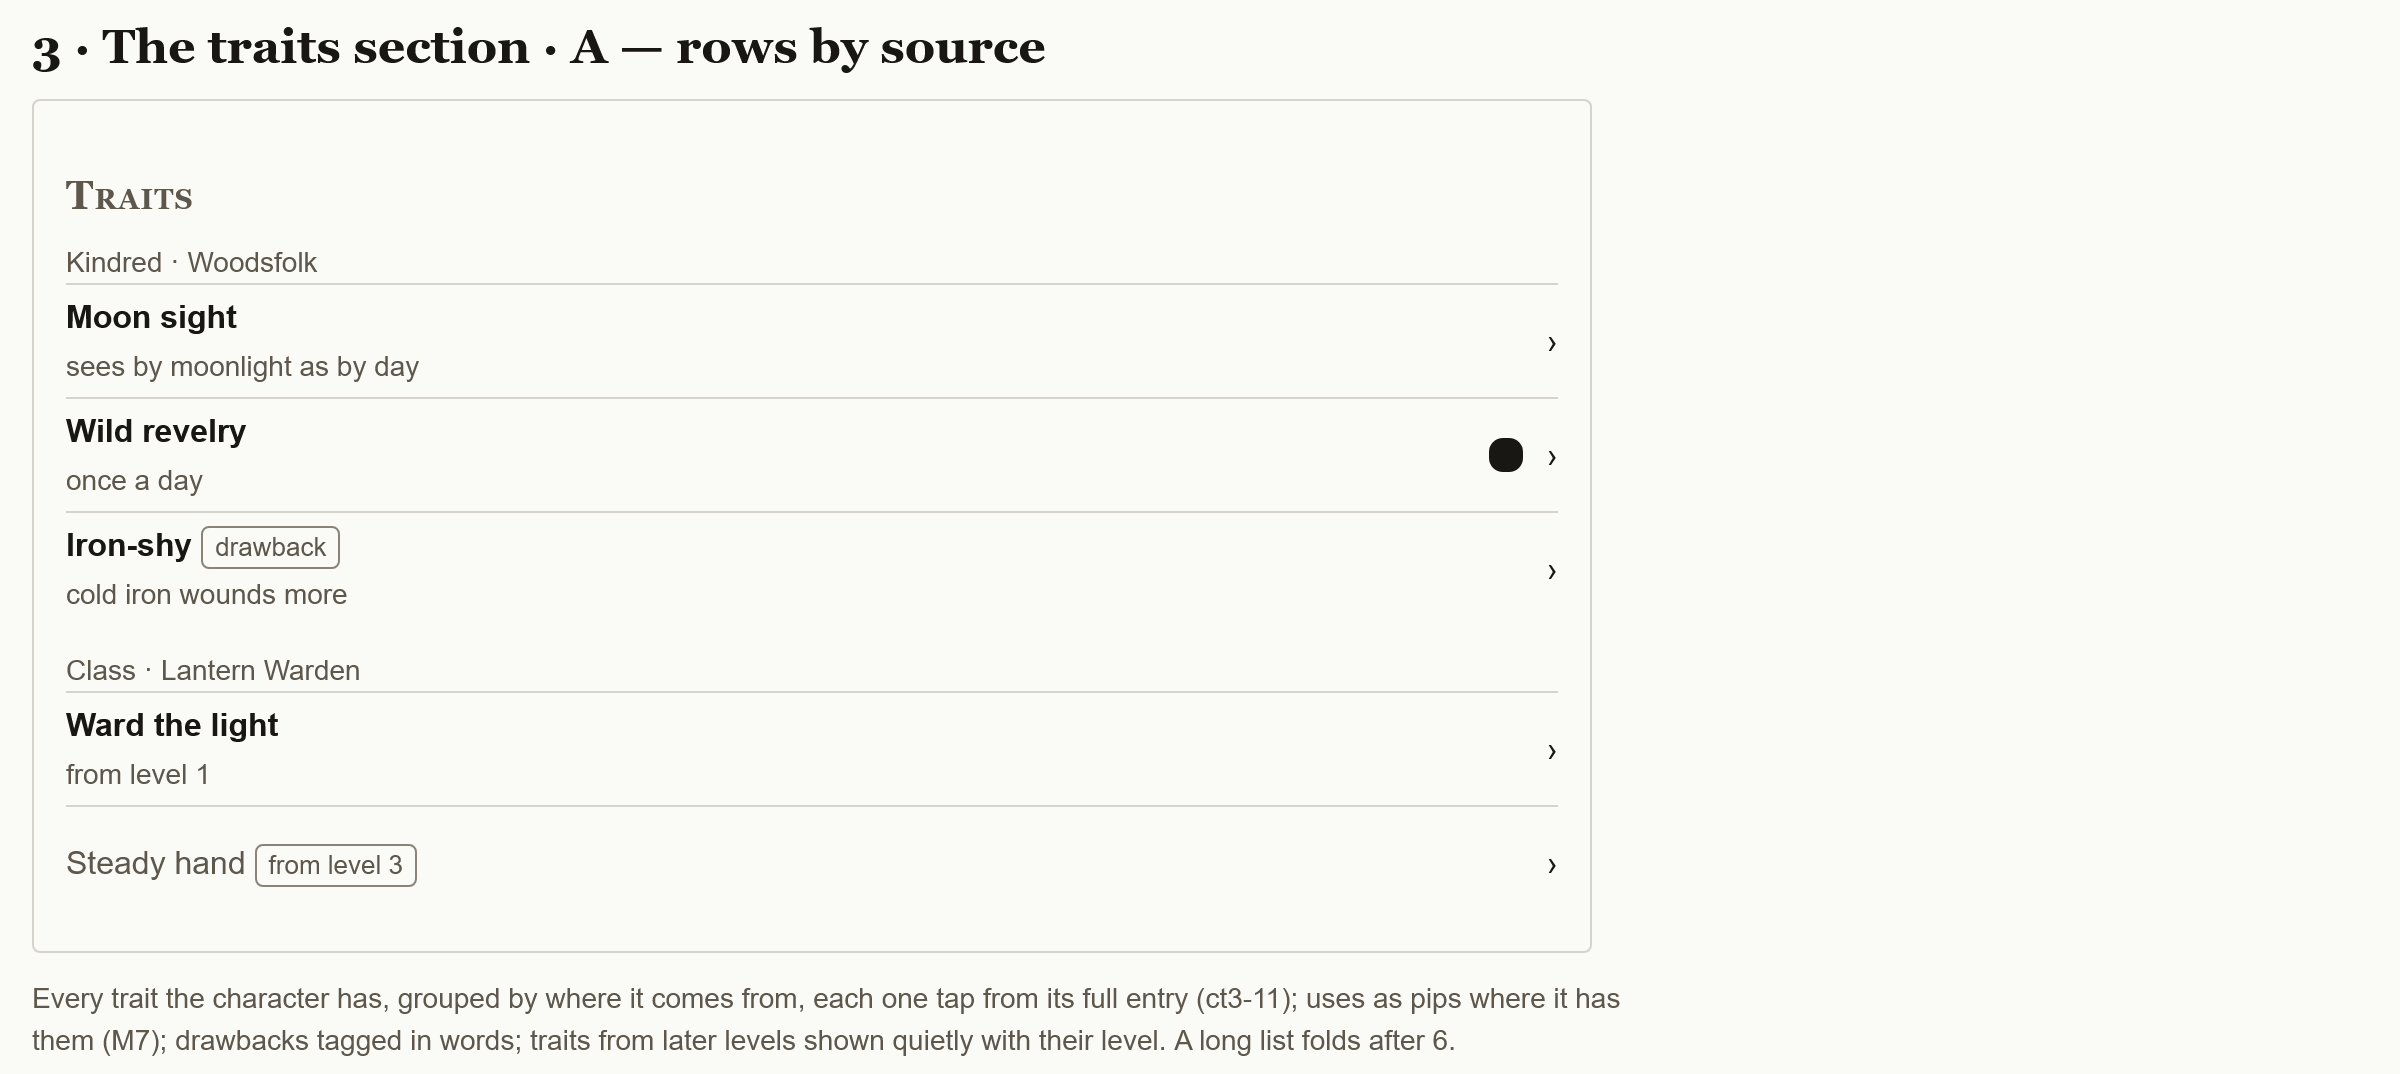 3 · The traits section · A — rows by source
Traits
Kindred · Woodsfolk
Moon sight
sees by moonlight as by day
›
Wild revelry
once a day
›
Iron-shy drawback
cold iron wounds more
›
Class · Lantern Warden
Ward the light
from level 1
›
Steady hand from level 3 ›
Every trait the character has, grouped by where it comes from, each one tap from its full entry (ct3-11); uses as pips where it has
them (M7); drawbacks tagged in words; traits from later levels shown quietly with their level. A long list folds after 6.